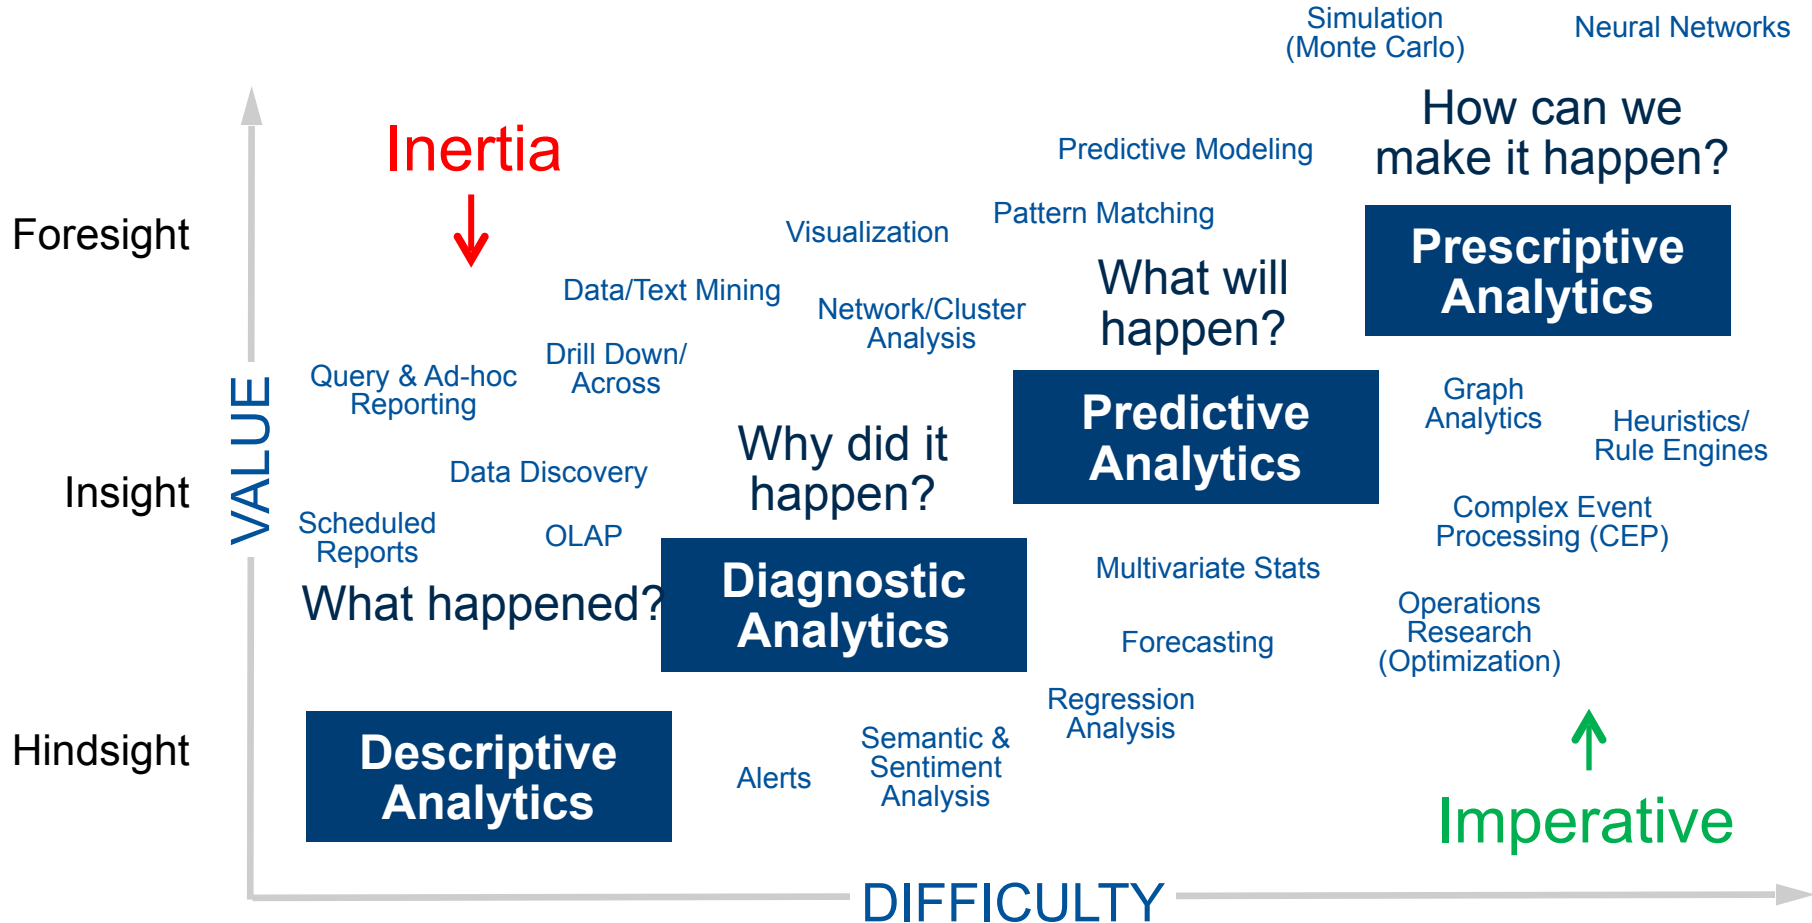 Simulation
(Monte Carlo)
Neural Networks
How can we
make it happen?
Inertia
Predictive Modeling
Pattern Matching
Visualization
Foresight
Prescriptive
Analytics
What will
happen?
Data/Text Mining
Network/Cluster
Analysis
Drill Down/
Across
Query & Ad-hoc
Reporting
Graph
Analytics
Heuristics/
Rule Engines
Predictive
Analytics
VALUE
Why did it
happen?
Data Discovery
Insight
Scheduled
Reports
OLAP
Complex Event
Processing (CEP)
Multivariate Stats
What happened?
Diagnostic
Analytics
Operations
Research
(Optimization)
Forecasting
Regression
Analysis
Hindsight
Descriptive
Analytics
Alerts
Semantic &
Sentiment
Analysis
Imperative
DIFFICULTY